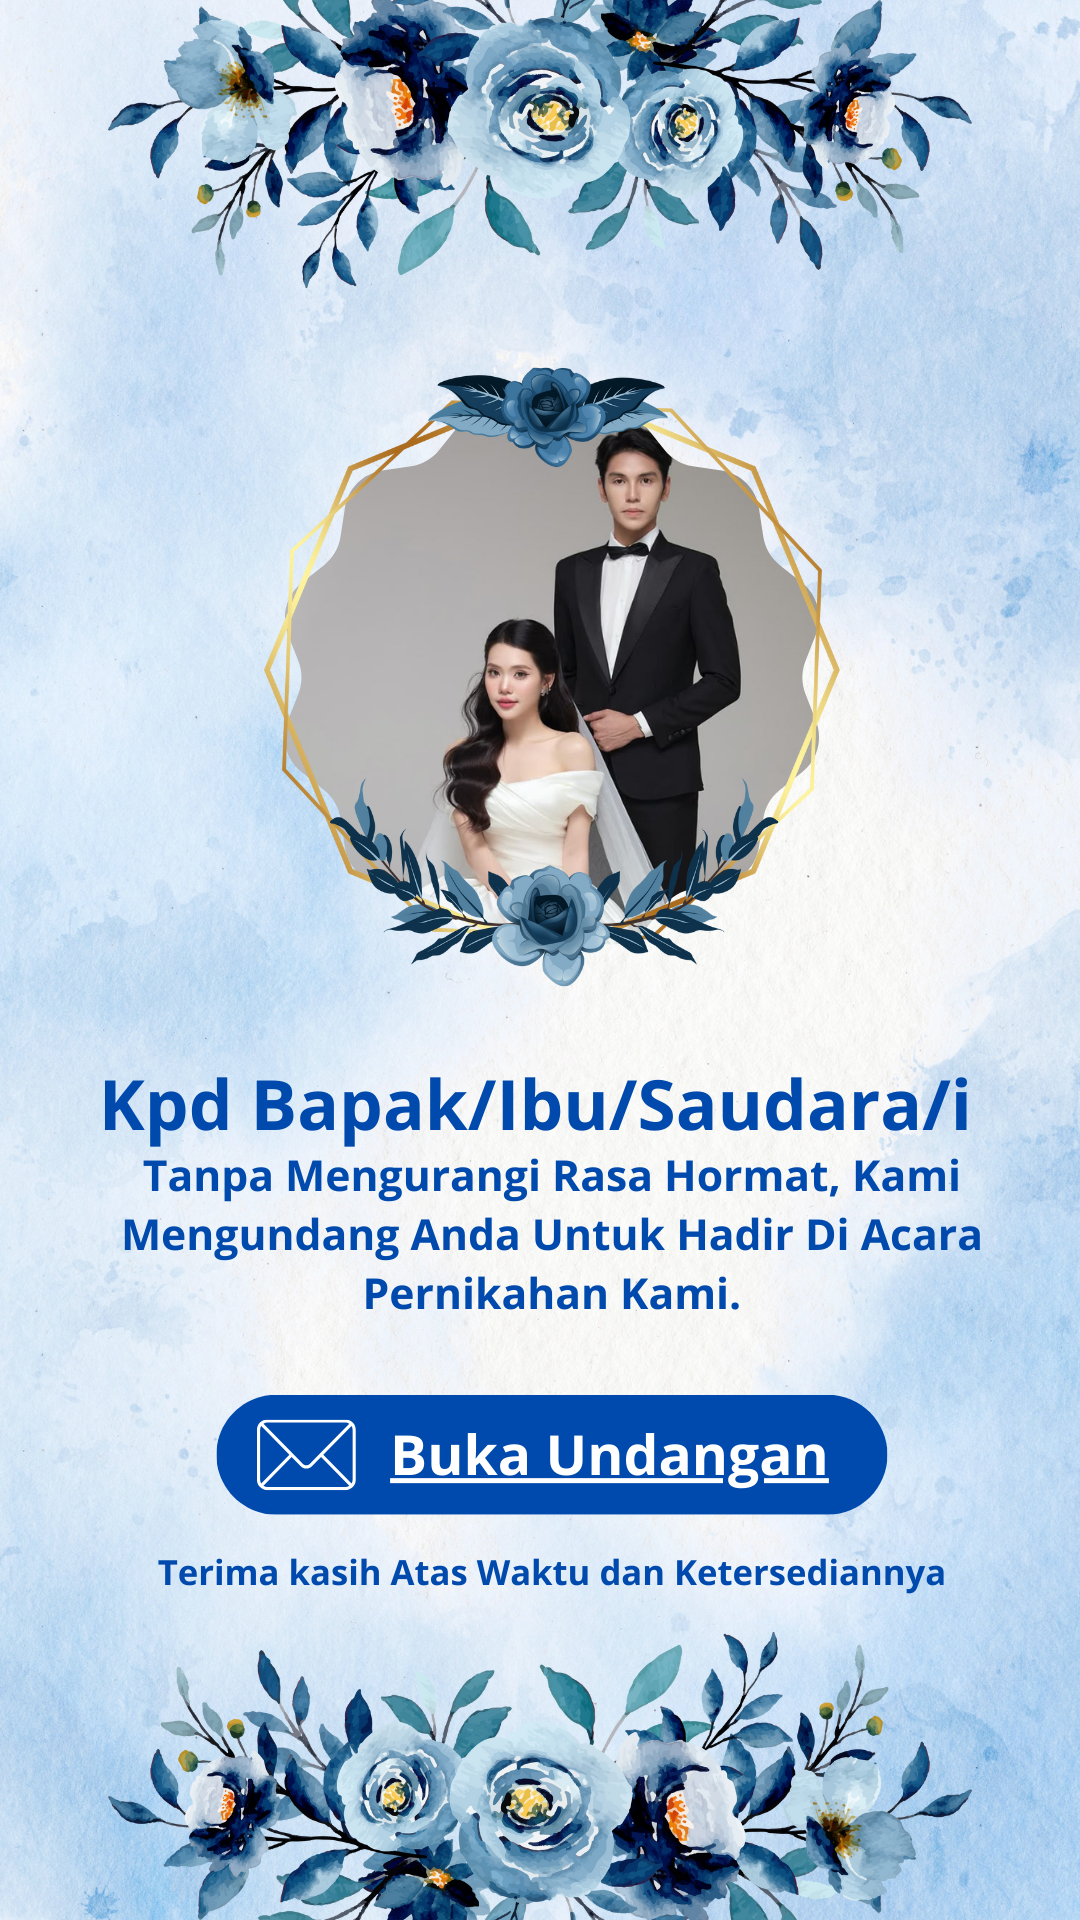 Kpd Bapak/Ibu/Saudara/i
Tanpa Mengurangi Rasa Hormat, Kami
Mengundang Anda Untuk Hadir Di Acara
Pernikahan Kami.
Buka Undangan
Terima kasih Atas Waktu dan Ketersediannya